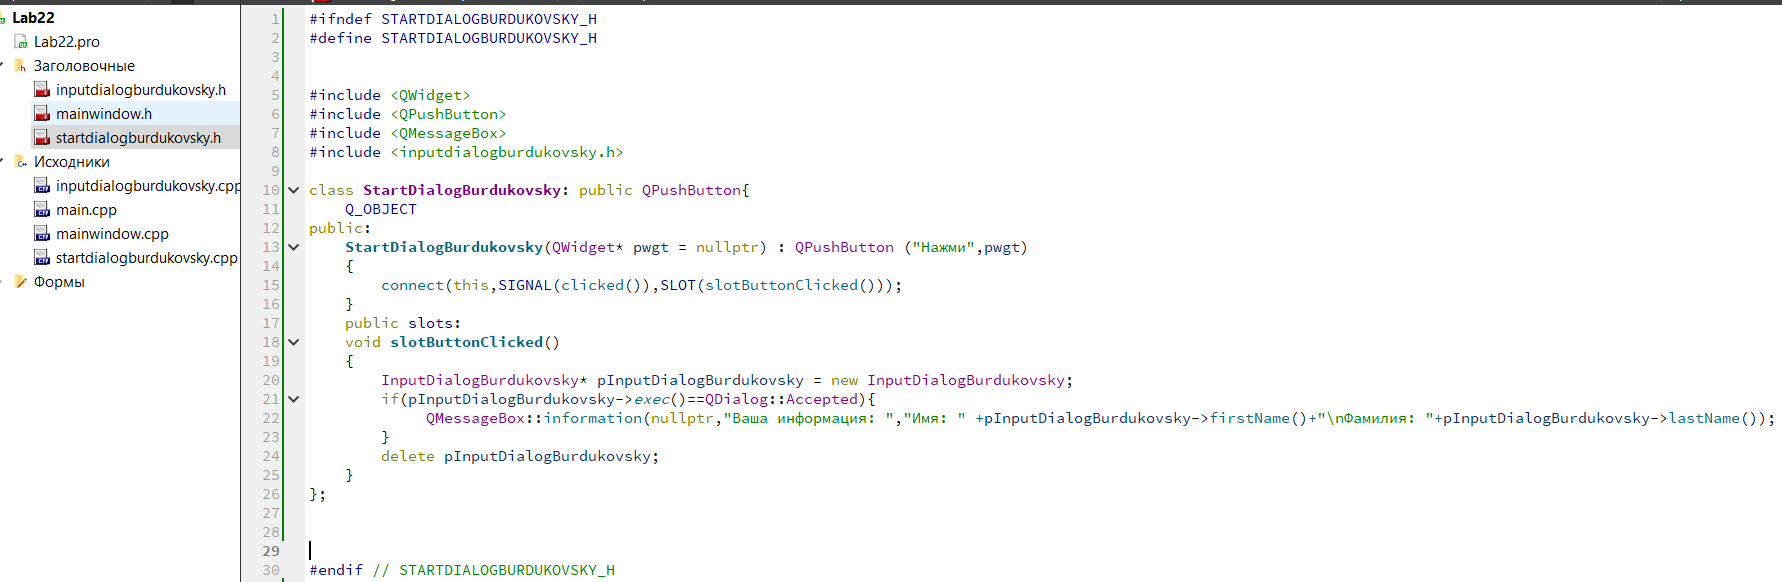 Lab22
Lab22.pro
Заголовочные
inputdialogburdukovsky.h
mainwindow.h
startdialogburdukovsky.h
Исходники
inputdialogburdukovsky.cpp
main.cpp
mainwindow.cpp
startdialogburdukovsky.cpp
Формы
1 #ifndef STARTDIALOGBURDUKOVSKY_H
2 #define STARTDIALOGBURDUKOVSKY_H
3
4
5 #include <QWidget>
6 #include <QPushButton>
7 #include <QMessageBox>
8 #include <inputdialogburdukovsky.h>
9
10 class StartDialogBurdukovsky: public QPushButton{
11     Q_OBJECT
12 public:
13     StartDialogBurdukovsky(QWidget* pwgt = nullptr) : QPushButton ("Нажми",pwgt)
14     {
15         connect(this,SIGNAL(clicked()),SLOT(slotButtonClicked()));
16     }
17     public slots:
18     void slotButtonClicked()
19     {
20         InputDialogBurdukovsky* pInputDialogBurdukovsky = new InputDialogBurdukovsky;
21         if(pInputDialogBurdukovsky->exec()==QDialog::Accepted){
22              QMessageBox::information(nullptr,"Ваша информация: ","Имя: " +pInputDialogBurdukovsky->firstName()+"\nФамилия: "+pInputDialogBurdukovsky->lastName());
23         }
24         delete pInputDialogBurdukovsky;
25     }
26 };
27
28
29
30 #endif // STARTDIALOGBURDUKOVSKY_H